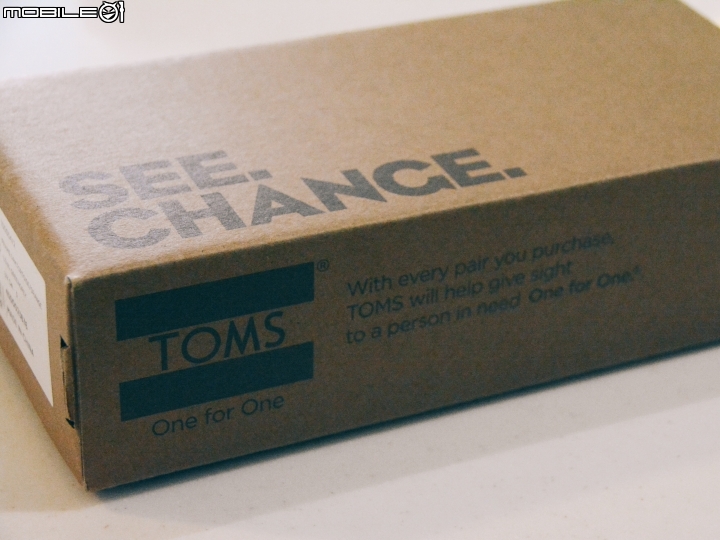 MOBILE01
SEE.
CHANGE.
TOMS®
One for One
With every pair you purchase,
TOMS will help give sight
to a person in need One for One.®